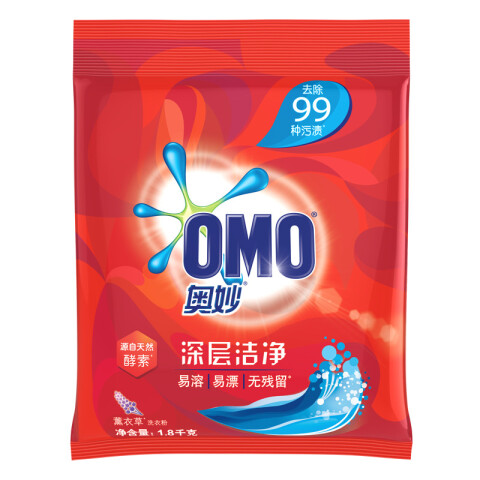 去除
99
种污渍*
OMO®
奥妙®
源自天然
酵素^
深层洁净
易溶|易漂|无残留*
薰衣草^ 洗衣粉
净含量：1.8千克